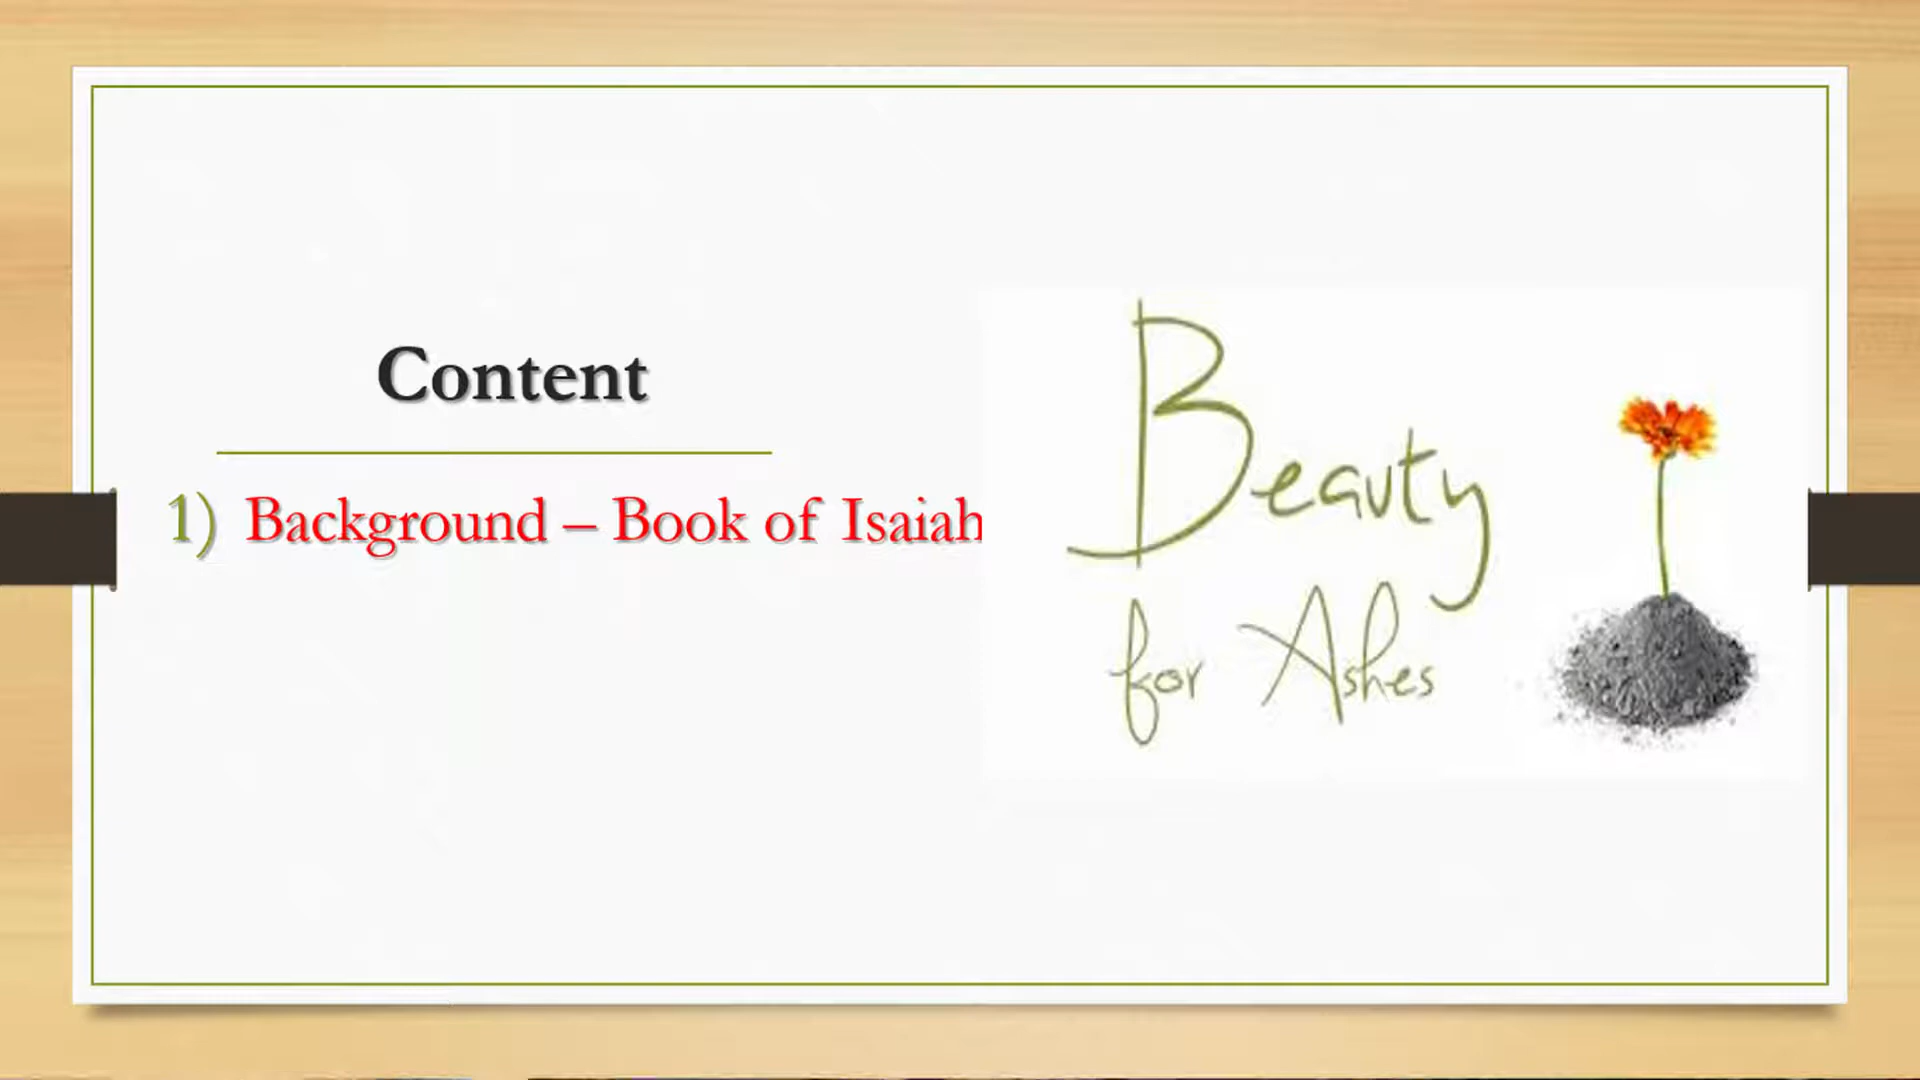 Content
1) Background – Book of Isaiah
Beauty
for Ashes